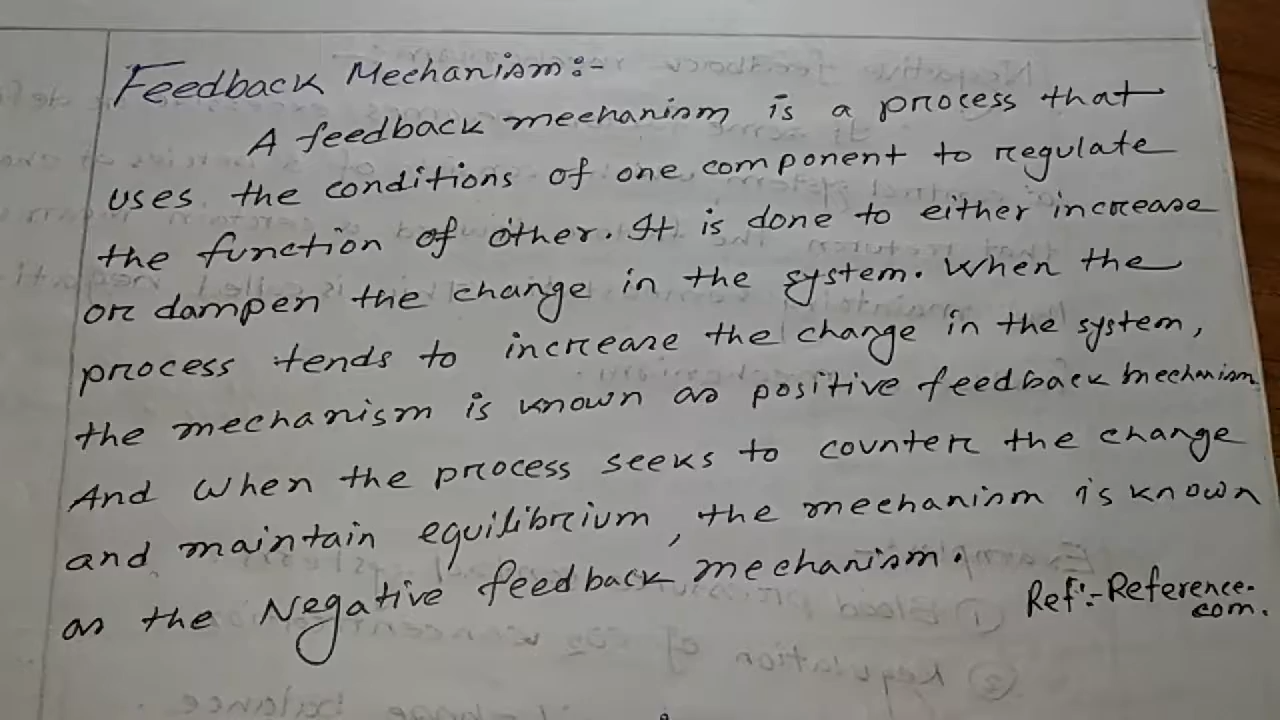 Feedback Mechanism:-
A feedback mechanism is a process that
uses the conditions of one component to regulate
the function of other. It is done to either increase
or dampen the change in the system. When the
process tends to increase the change in the system,
the mechanism is known as positive feedback mechanism
And when the process seeks to counter the change
and maintain equilibrium, the mechanism is known
as the Negative feedback mechanism.
Ref:- Reference.
com.